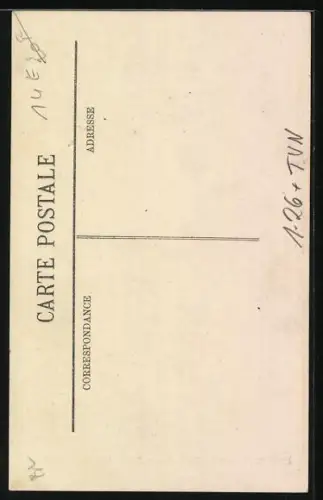 CARTE POSTALE
CORRESPONDANCE
ADRESSE
1-26+TVN